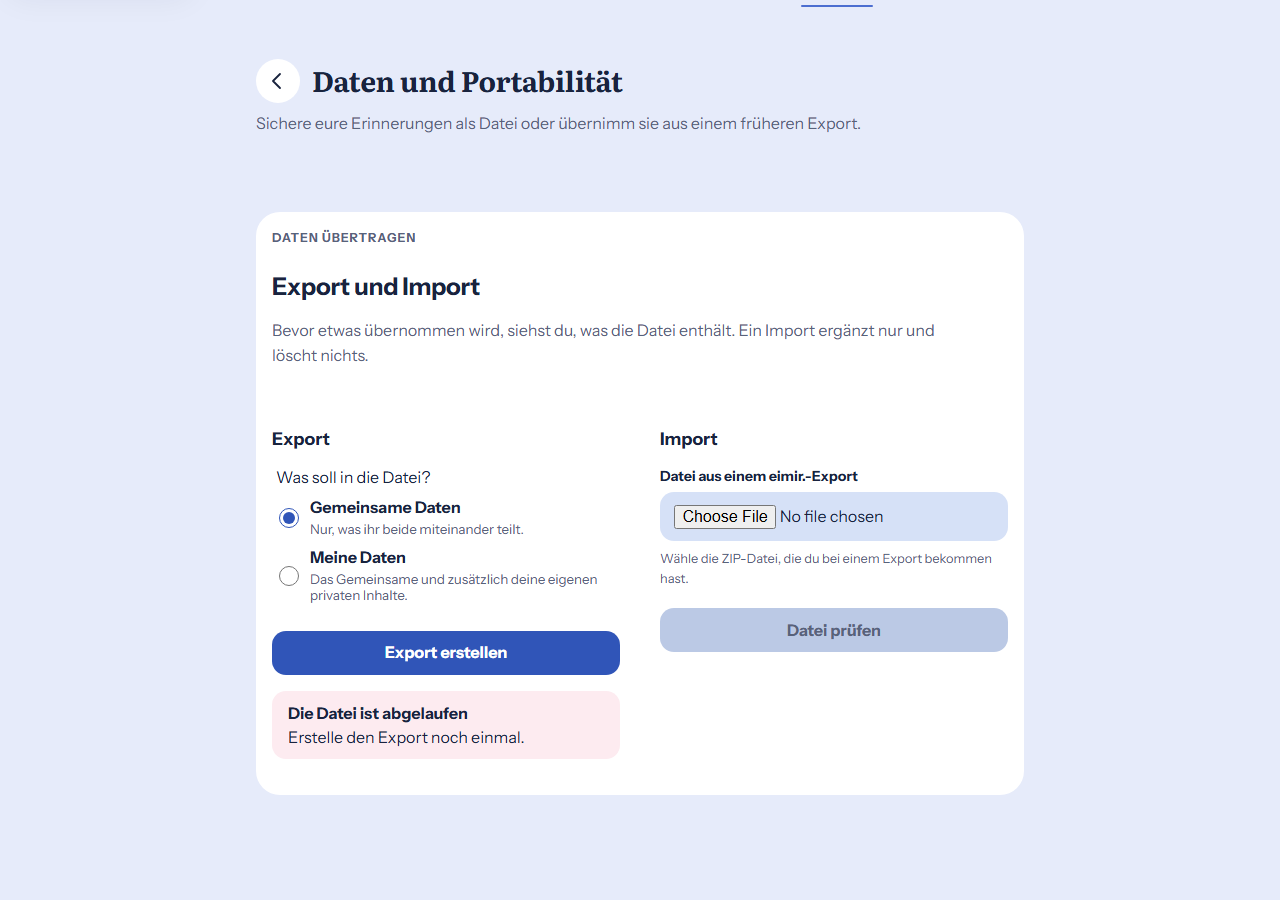 Daten und Portabilität
Sichere eure Erinnerungen als Datei oder übernimm sie aus einem früheren Export.
DATEN ÜBERTRAGEN
Export und Import
Bevor etwas übernommen wird, siehst du, was die Datei enthält. Ein Import ergänzt nur und
löscht nichts.
Export
Was soll in die Datei?
Gemeinsame Daten
Nur, was ihr beide miteinander teilt.
Meine Daten
Das Gemeinsame und zusätzlich deine eigenen
privaten Inhalte.
Export erstellen
Die Datei ist abgelaufen
Erstelle den Export noch einmal.
Import
Datei aus einem eimir.-Export
Choose File No file chosen
Wähle die ZIP-Datei, die du bei einem Export bekommen
hast.
Datei prüfen